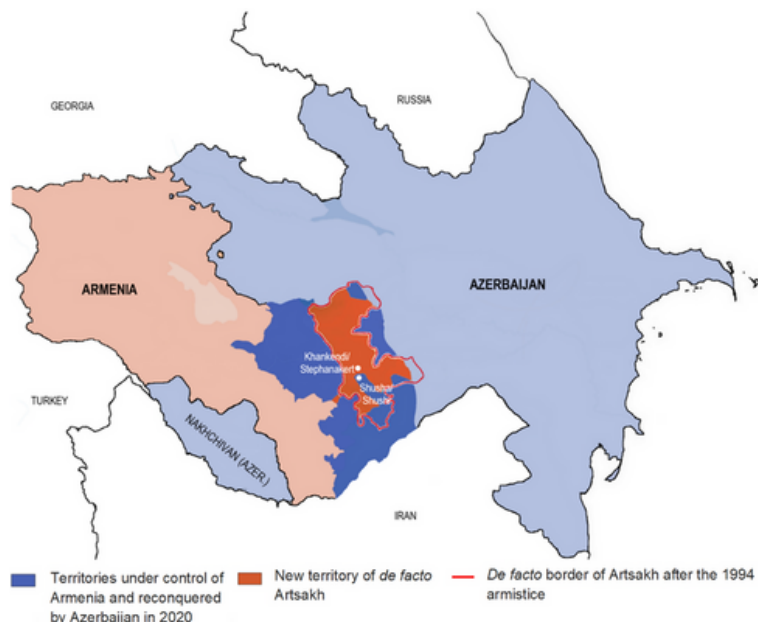 GEORGIA
RUSSIA
ARMENIA
AZERBAIJAN
Khankendi/
Stephanakert
Shusha/
Shushi
TURKEY
NAKHCHIVAN (AZER.)
IRAN
Territories under control of
Armenia and reconquered
by Azerbaijan in 2020
New territory of de facto
Artsakh
De facto border of Artsakh after the 1994
armistice